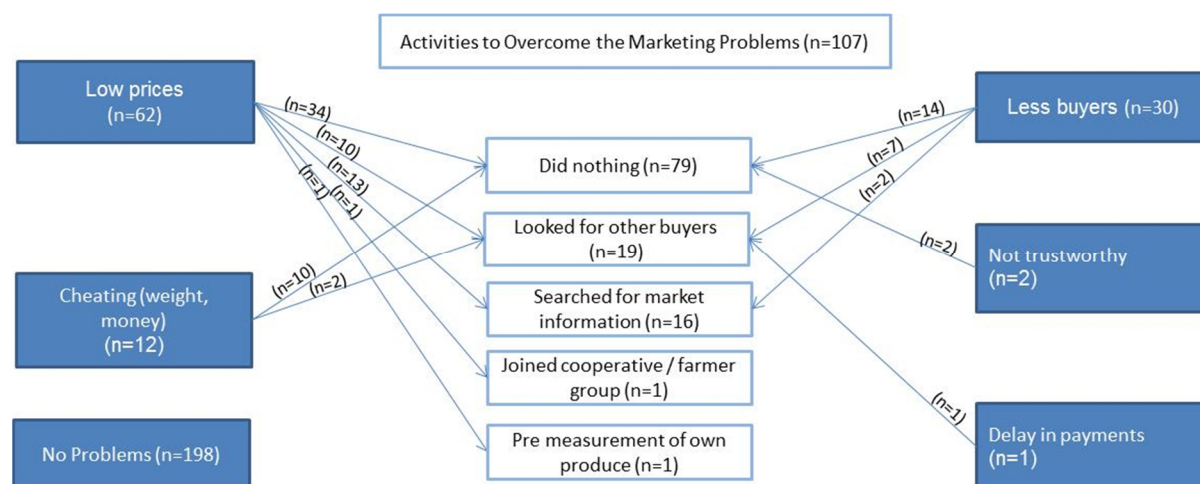 Activities to Overcome the Marketing Problems (n=107)
Low prices
(n=62)
Less buyers (n=30)
(n=34)
(n=10)
(n=13)
(n=1)
(n=1)
(n=14)
(n=7)
(n=2)
Did nothing (n=79)
Looked for other buyers
(n=19)
(n=2)
Not trustworthy
(n=2)
Cheating (weight,
money)
(n=12)
(n=10)
(n=2)
Searched for market
information (n=16)
Joined cooperative / farmer
group (n=1)
(n=1)
No Problems (n=198)
Pre measurement of own
produce (n=1)
Delay in payments
(n=1)